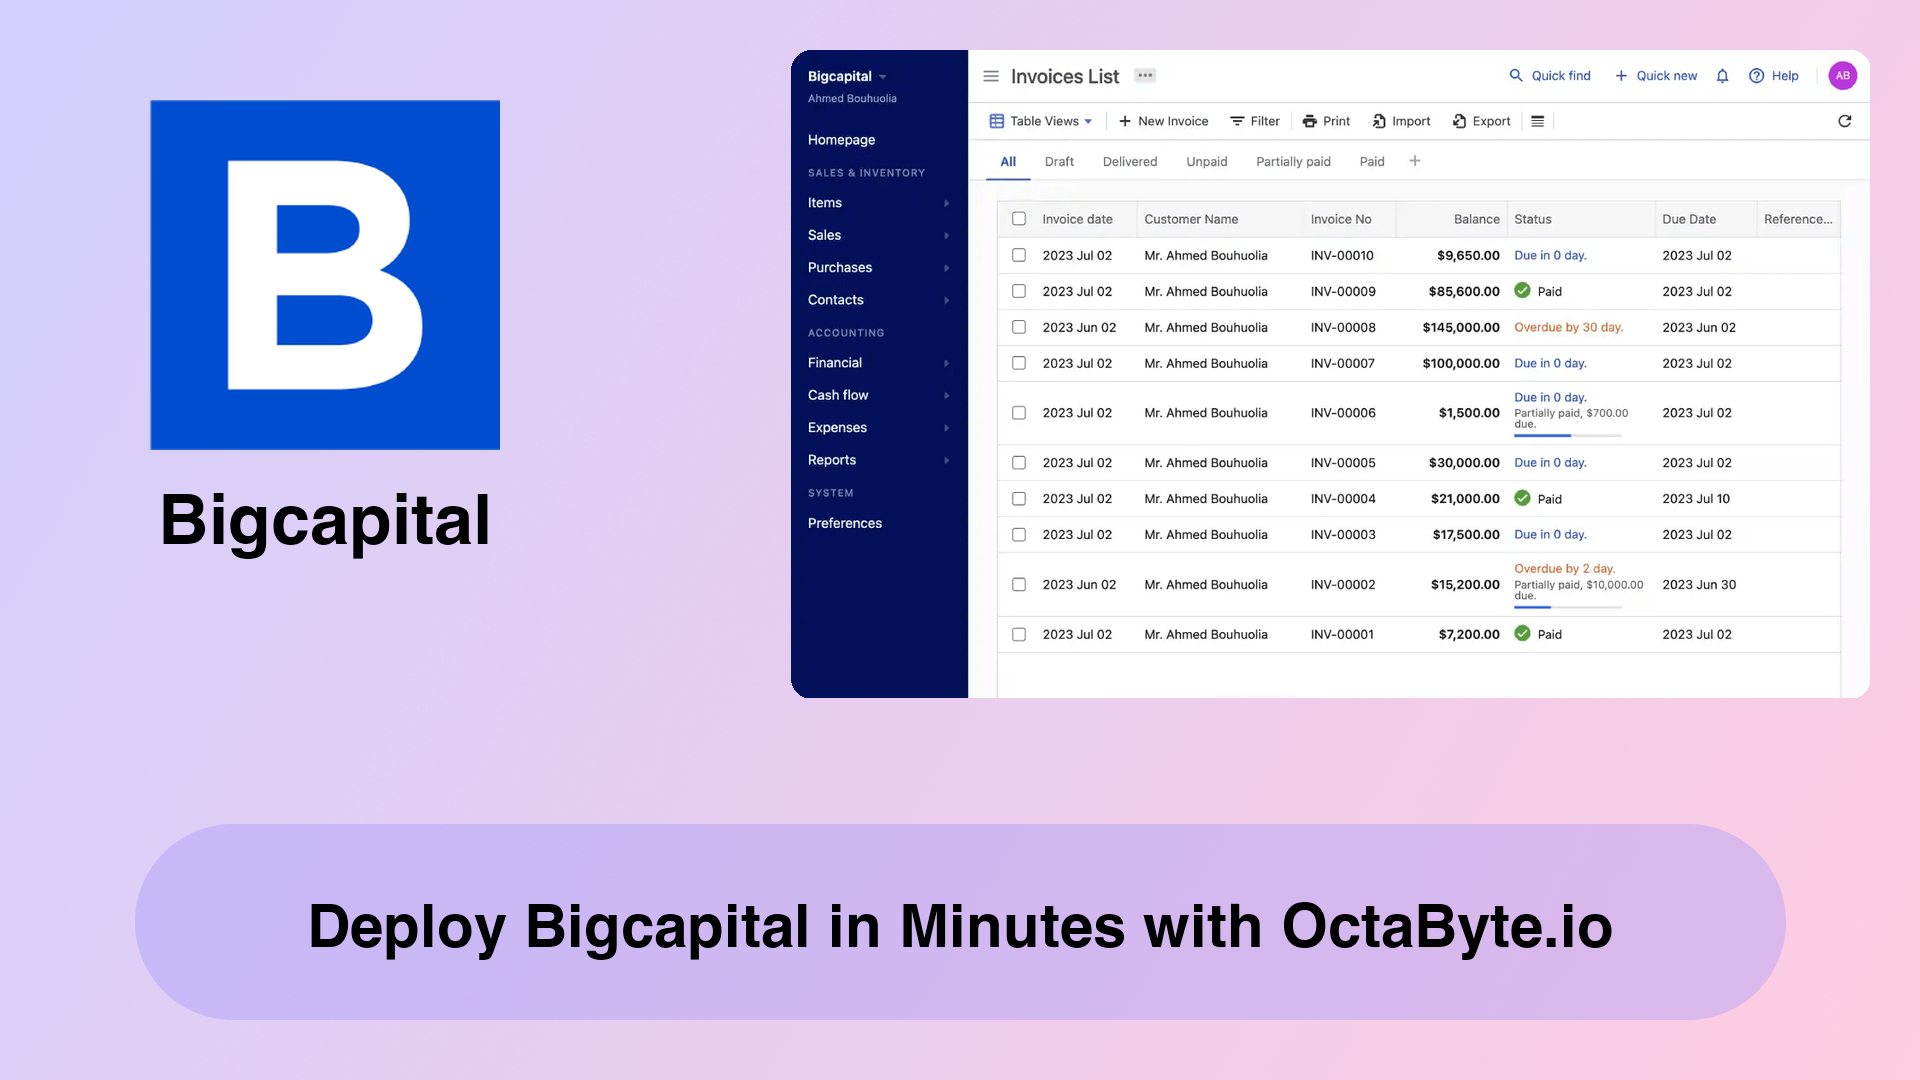 B
Bigcapital
Bigcapital
Ahmed Bouhuolia
Homepage
SALES & INVENTORY
Items
Sales
Purchases
Contacts
ACCOUNTING
Financial
Cash flow
Expenses
Reports
SYSTEM
Preferences
Invoices List
Quick find
Quick new
Help
AB
Table Views
New Invoice
Filter
Print
Import
Export
All Draft Delivered Unpaid Partially paid Paid
Invoice date Customer Name Invoice No Balance Status Due Date Reference...
2023 Jul 02 Mr. Ahmed Bouhuolia INV-00010 $9,650.00 Due in 0 day. 2023 Jul 02
2023 Jul 02 Mr. Ahmed Bouhuolia INV-00009 $85,600.00 Paid 2023 Jul 02
2023 Jun 02 Mr. Ahmed Bouhuolia INV-00008 $145,000.00 Overdue by 30 day. 2023 Jun 02
2023 Jul 02 Mr. Ahmed Bouhuolia INV-00007 $100,000.00 Due in 0 day. 2023 Jul 02
2023 Jul 02 Mr. Ahmed Bouhuolia INV-00006 $1,500.00 Due in 0 day. Partially paid, $700.00 due. 2023 Jul 02
2023 Jul 02 Mr. Ahmed Bouhuolia INV-00005 $30,000.00 Due in 0 day. 2023 Jul 02
2023 Jul 02 Mr. Ahmed Bouhuolia INV-00004 $21,000.00 Paid 2023 Jul 10
2023 Jul 02 Mr. Ahmed Bouhuolia INV-00003 $17,500.00 Due in 0 day. 2023 Jul 02
2023 Jun 02 Mr. Ahmed Bouhuolia INV-00002 $15,200.00 Overdue by 2 day. Partially paid, $10,000.00 due. 2023 Jun 30
2023 Jul 02 Mr. Ahmed Bouhuolia INV-00001 $7,200.00 Paid 2023 Jul 02
Deploy Bigcapital in Minutes with OctaByte.io